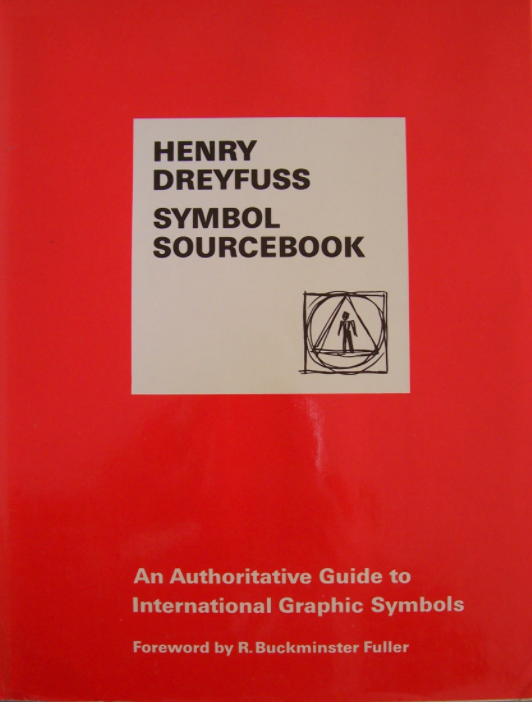 HENRY
DREYFUSS
SYMBOL
SOURCEBOOK
An Authoritative Guide to
International Graphic Symbols
Foreword by R. Buckminster Fuller